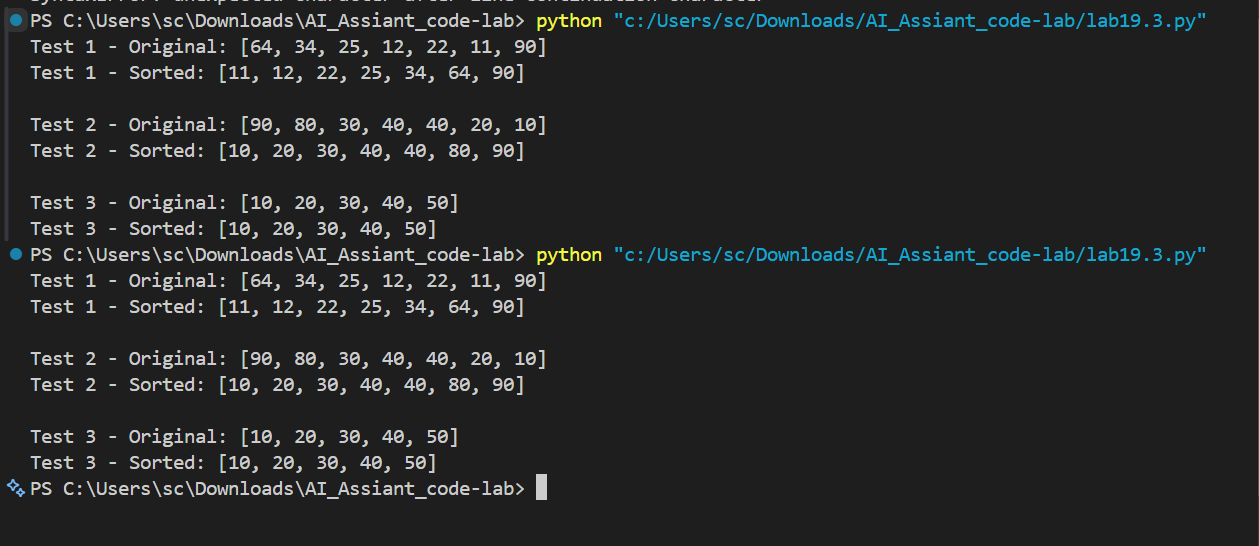 SyntaxError: unexpected character after line continuation character
PS C:\Users\sc\Downloads\AI_Assiant_code-lab> python "c:/Users/sc/Downloads/AI_Assiant_code-lab/lab19.3.py"
Test 1 - Original: [64, 34, 25, 12, 22, 11, 90]
Test 1 - Sorted: [11, 12, 22, 25, 34, 64, 90]
Test 2 - Original: [90, 80, 30, 40, 40, 20, 10]
Test 2 - Sorted: [10, 20, 30, 40, 40, 80, 90]
Test 3 - Original: [10, 20, 30, 40, 50]
Test 3 - Sorted: [10, 20, 30, 40, 50]
PS C:\Users\sc\Downloads\AI_Assiant_code-lab> python "c:/Users/sc/Downloads/AI_Assiant_code-lab/lab19.3.py"
Test 1 - Original: [64, 34, 25, 12, 22, 11, 90]
Test 1 - Sorted: [11, 12, 22, 25, 34, 64, 90]
Test 2 - Original: [90, 80, 30, 40, 40, 20, 10]
Test 2 - Sorted: [10, 20, 30, 40, 40, 80, 90]
Test 3 - Original: [10, 20, 30, 40, 50]
Test 3 - Sorted: [10, 20, 30, 40, 50]
PS C:\Users\sc\Downloads\AI_Assiant_code-lab>